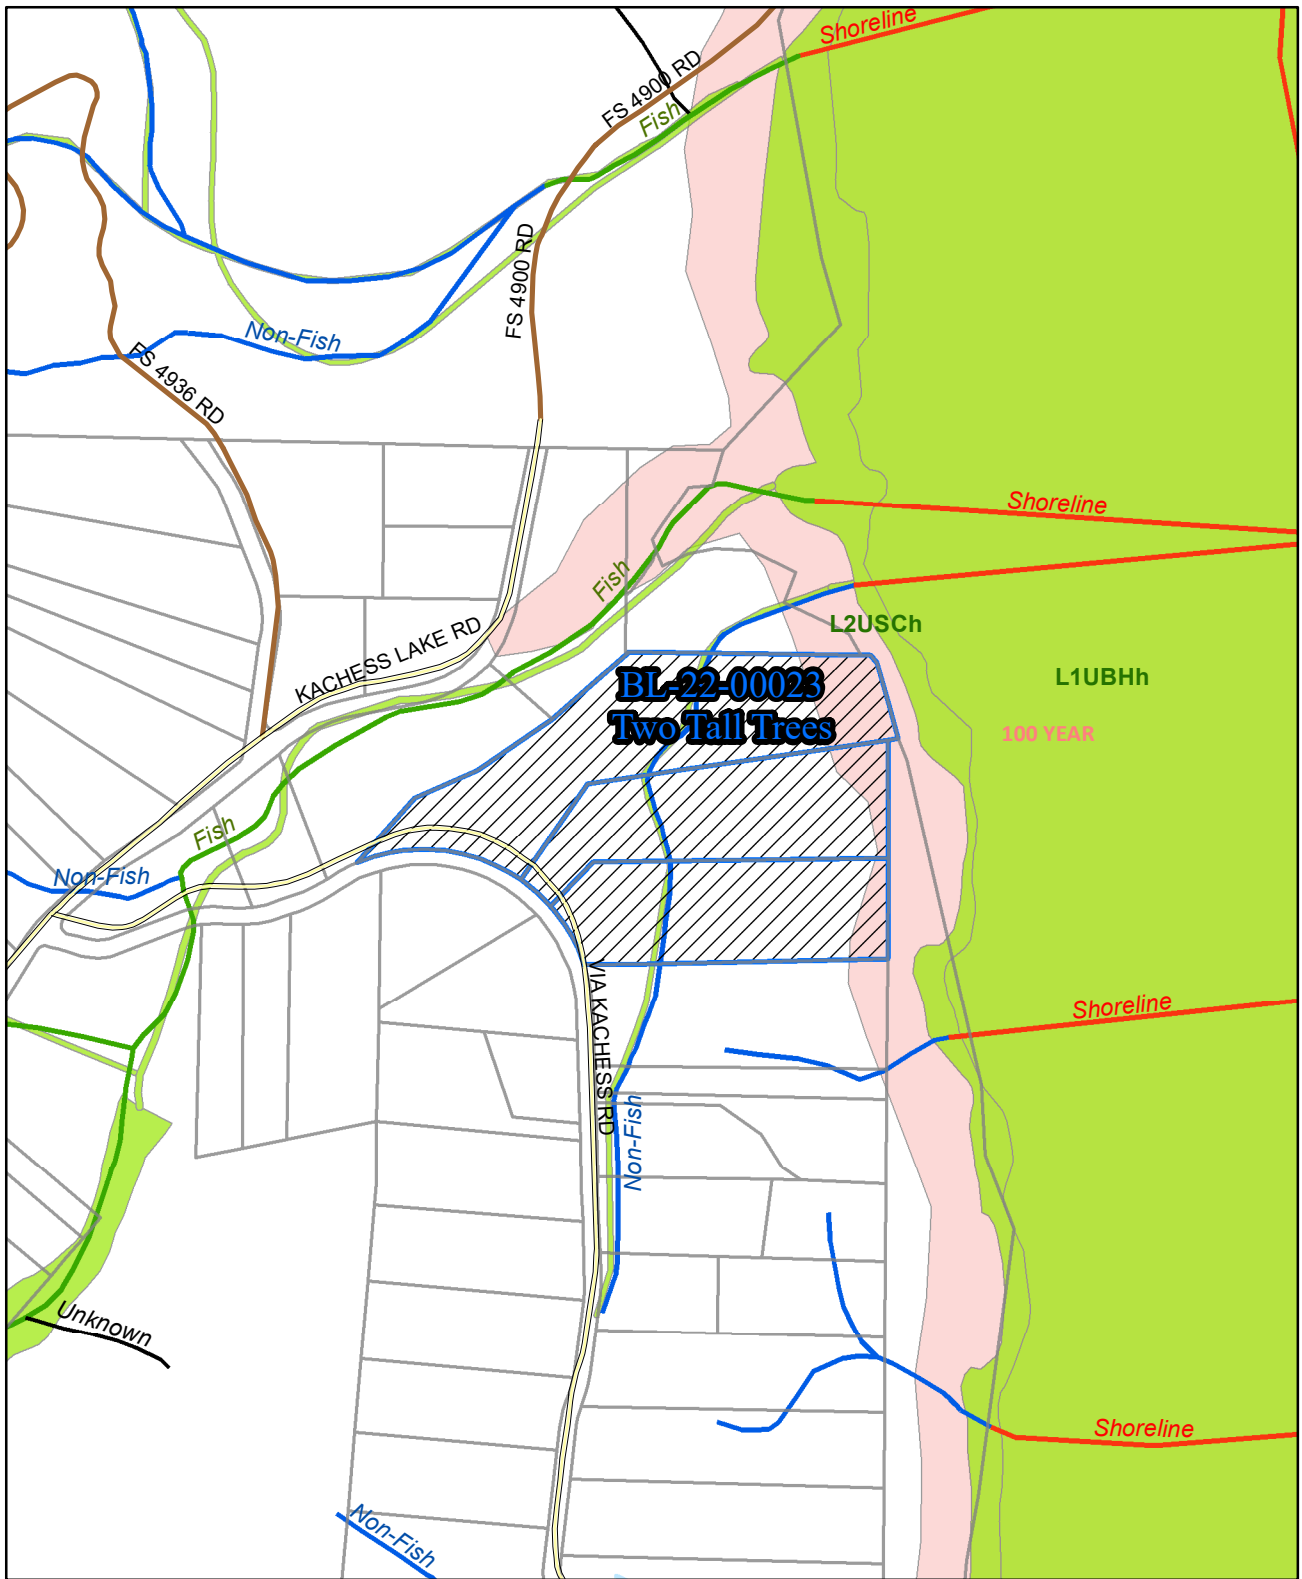 Shoreline
FS 4900 RD
Fish
FS 4900 RD
Non-Fish
FS 4936 RD
Shoreline
Fish
L2USCh
KACHESS LAKE RD
L1UBHh
BL-22-00023
Two Tall Trees
100 YEAR
Fish
Non-Fish
VIA KACHESS RD
Shoreline
Non-Fish
Unknown
Shoreline
Non-Fish